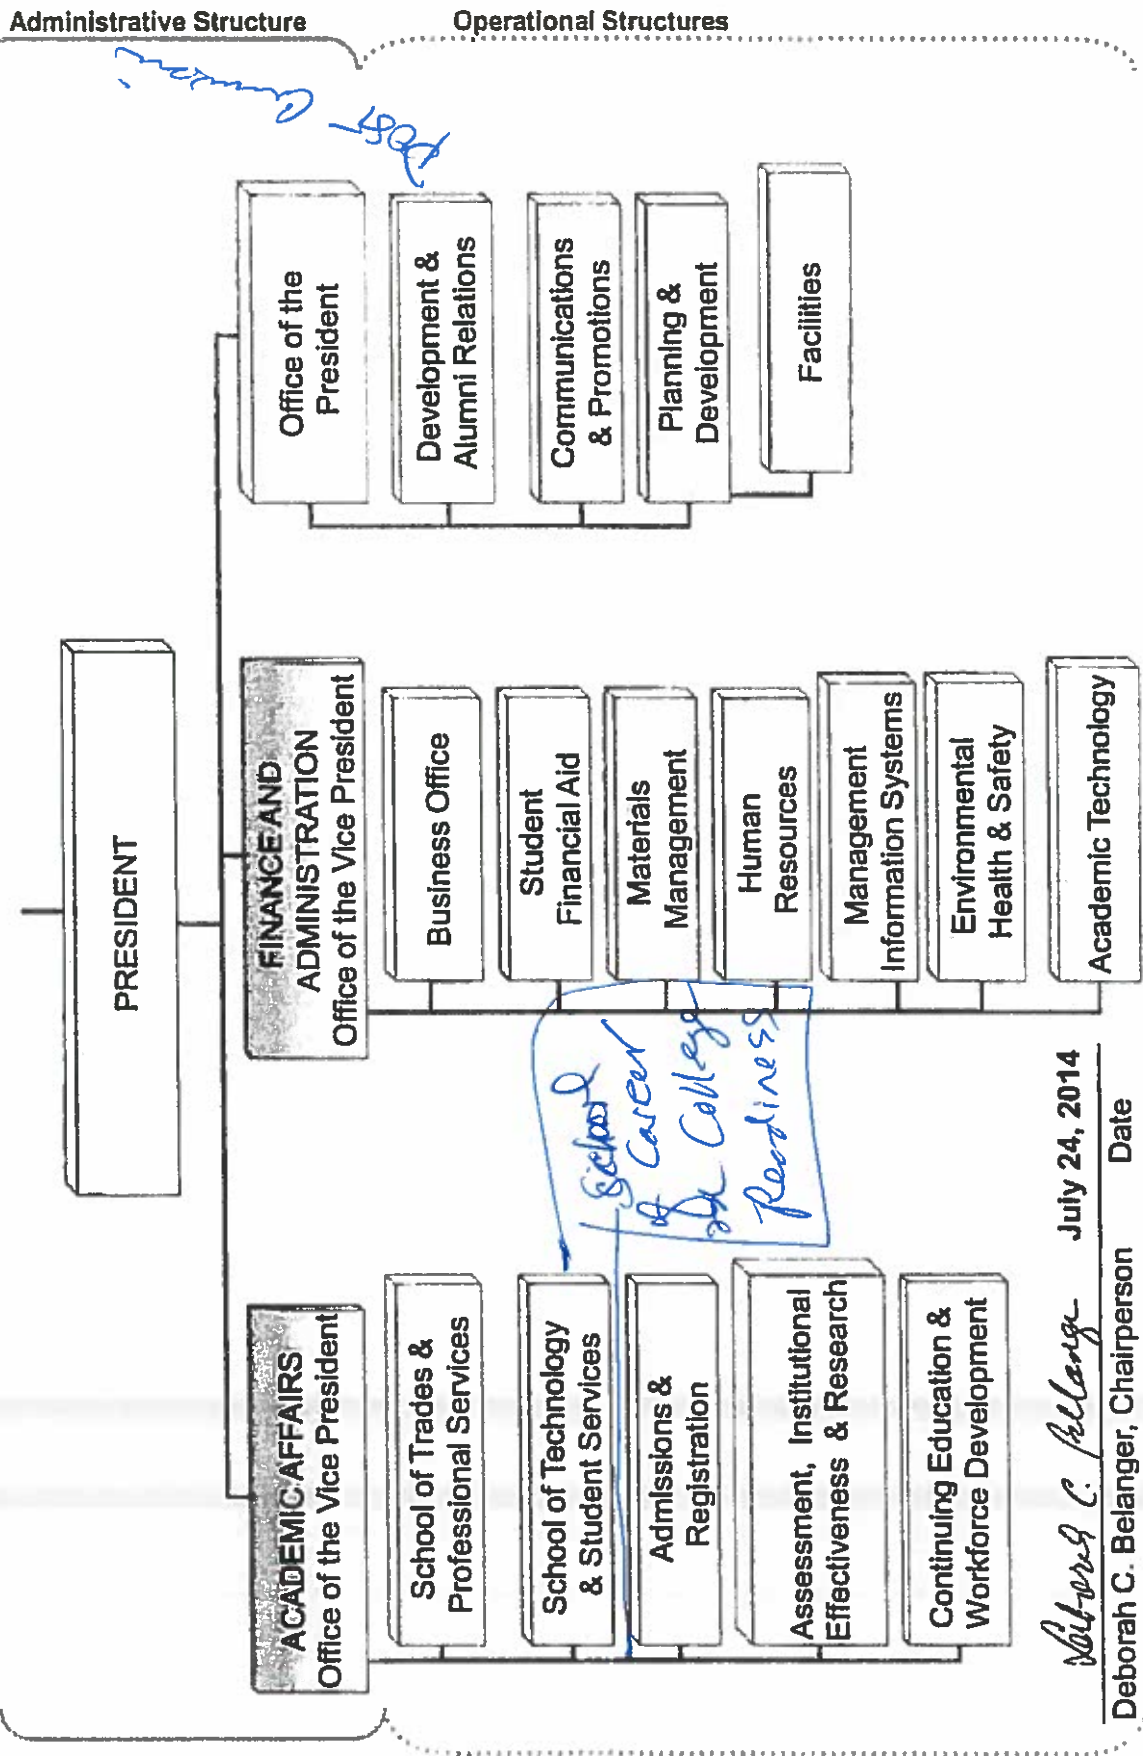 Administrative Structure
Operational Structures
PRESIDENT
ACADEMIC AFFAIRS
Office of the Vice President
School of Trades &
Professional Services
School of Technology
& Student Services
Admissions &
Registration
Assessment, Institutional
Effectiveness & Research
Continuing Education &
Workforce Development
School
of Career
College
Readiness
FINANCE AND
ADMINISTRATION
Office of the Vice President
Business Office
Student
Financial Aid
Materials
Management
Human
Resources
Management
Information Systems
Environmental
Health & Safety
Academic Technology
Office of the
President
Development &
Alumni Relations
Communications
& Promotions
Planning &
Development
Facilities
Post
Deborah C. Belanger July 24, 2014
Deborah C. Belanger, Chairperson Date